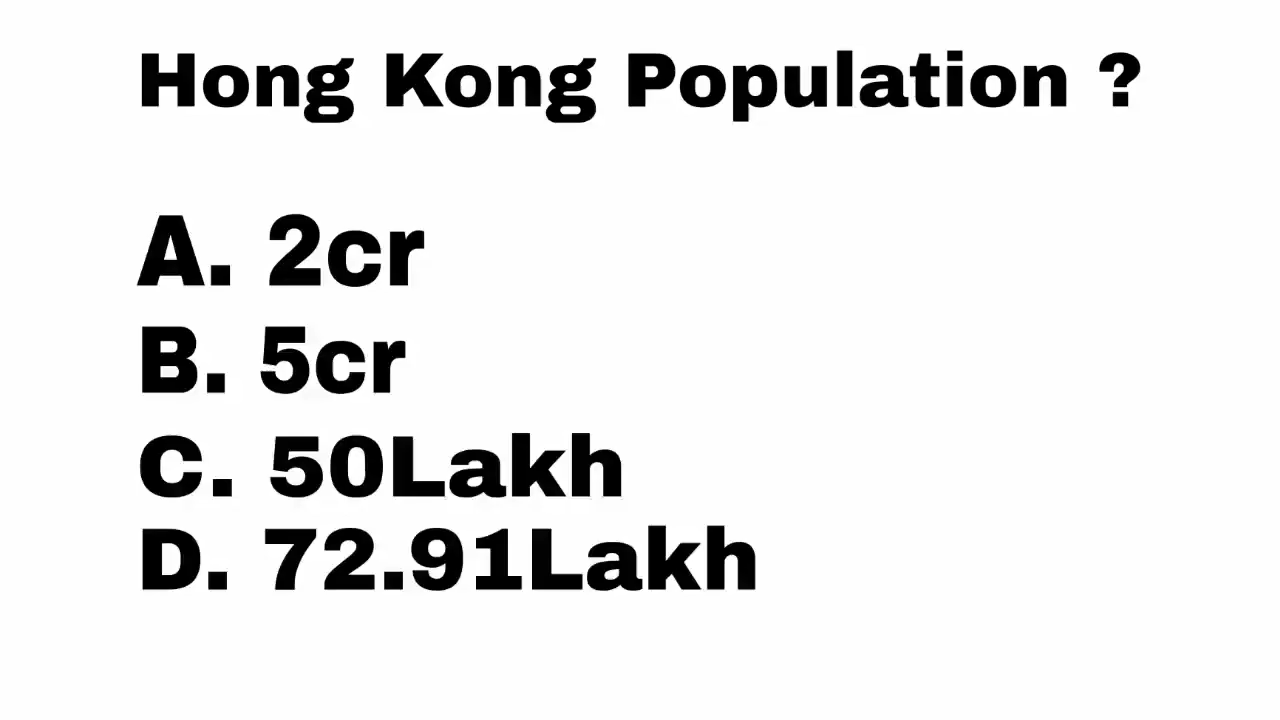 Hong Kong Population ?
A. 2cr
B. 5cr
C. 50Lakh
D. 72.91Lakh